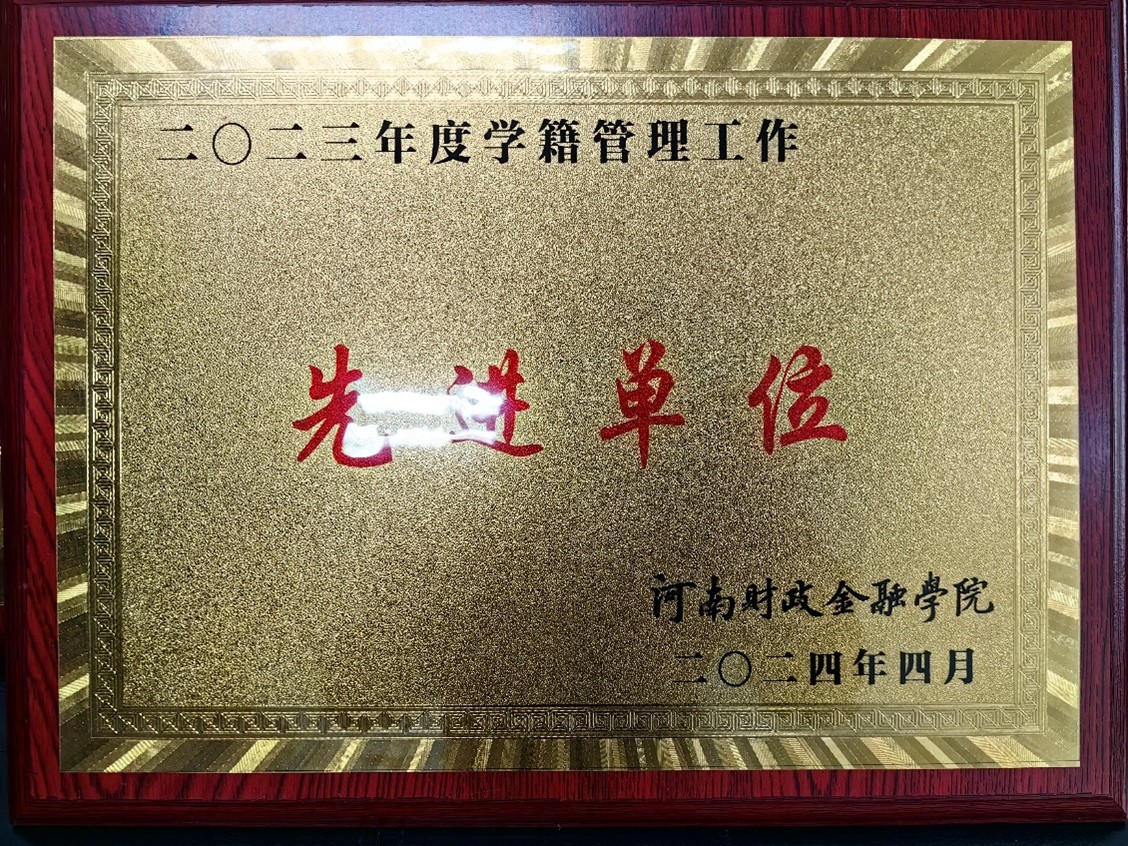 二〇二三年度学籍管理工作
先进单位
河南财政金融學院
二〇二四年四月